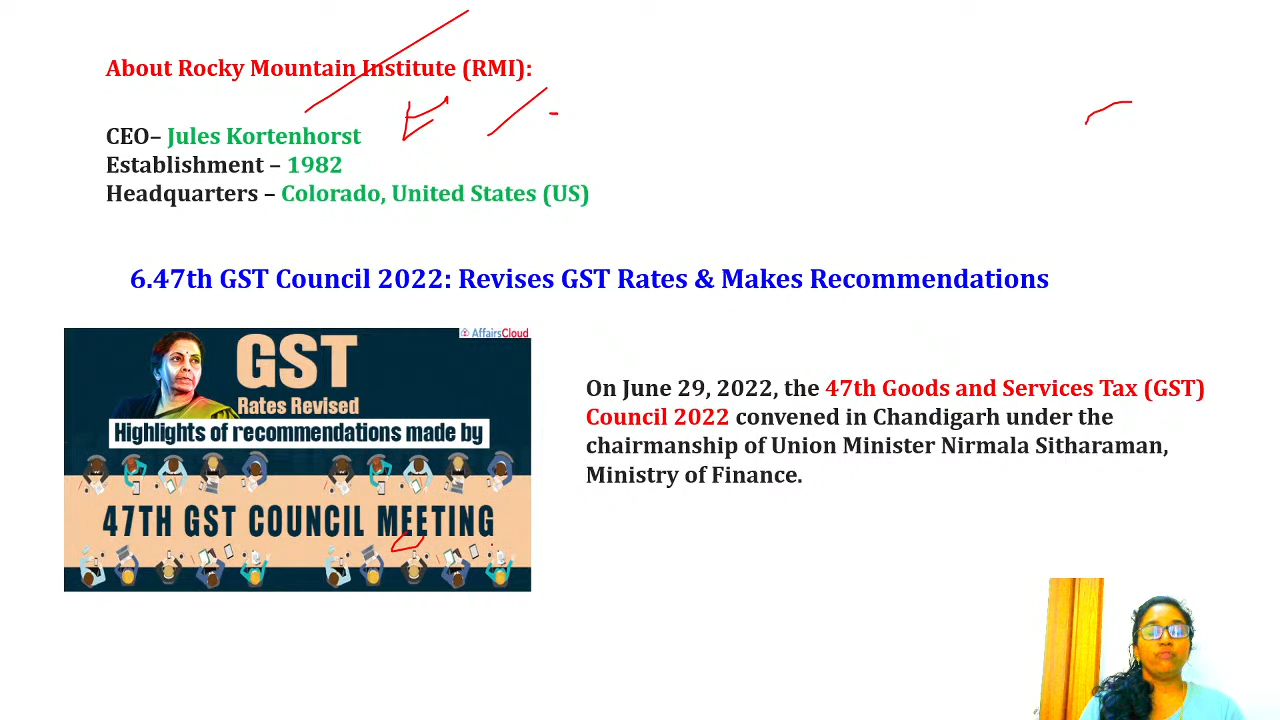 About Rocky Mountain Institute (RMI):
CEO– Jules Kortenhorst
Establishment – 1982
Headquarters – Colorado, United States (US)
6.47th GST Council 2022: Revises GST Rates & Makes Recommendations
AffairsCloud
GST
Rates Revised
Highlights of recommendations made by
47TH GST COUNCIL MEETING
On June 29, 2022, the 47th Goods and Services Tax (GST)
Council 2022 convened in Chandigarh under the
chairmanship of Union Minister Nirmala Sitharaman,
Ministry of Finance.